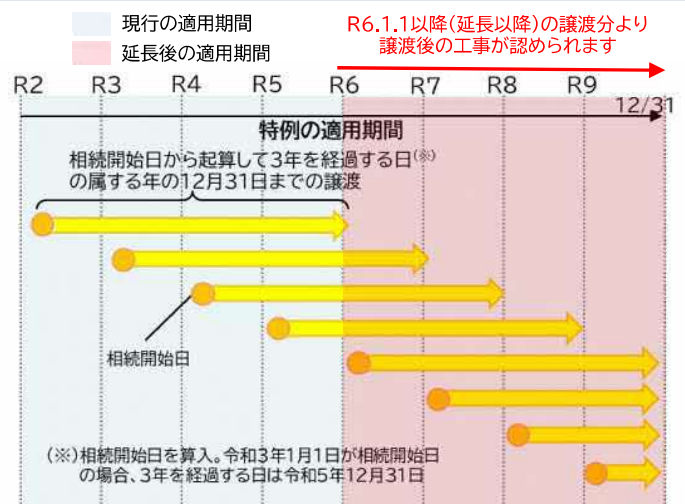 現行の適用期間
延長後の適用期間
R6.1.1以降(延長以降)の譲渡分より
譲渡後の工事が認められます
R2 R3 R4 R5 R6 R7 R8 R9
12/31
特例の適用期間
相続開始日から起算して3年を経過する日(※)
の属する年の12月31日までの譲渡
相続開始日
(※)相続開始日を算入。令和3年1月1日が相続開始日
の場合、3年を経過する日は令和5年12月31日